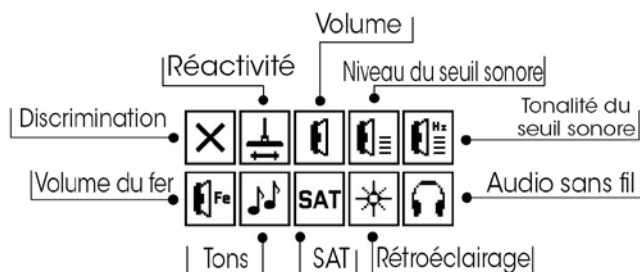 Volume
Réactivité
Niveau du seuil sonore
Discrimination
Tonalité du
seuil sonore
Hz
Volume du fer
Fe
SAT
Audio sans fil
Tons
SAT
Rétroéclairage